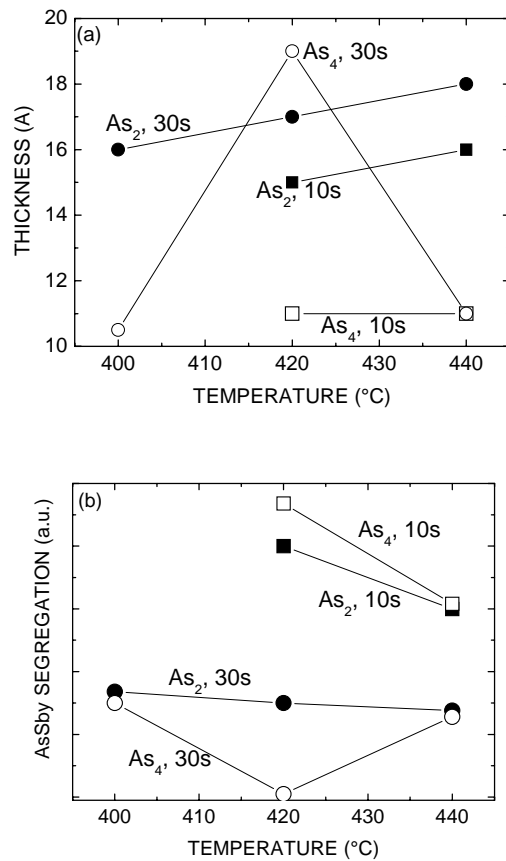 20
(a)
As4, 30s
18
As2, 30s
16
As2, 10s
14
12
As4, 10s
10
THICKNESS (A)
400 410 420 430 440
TEMPERATURE (°C)
(b)
As4, 10s
As2, 10s
As2, 30s
As4, 30s
AsSby SEGREGATION (a.u.)
400 410 420 430 440
TEMPERATURE (°C)